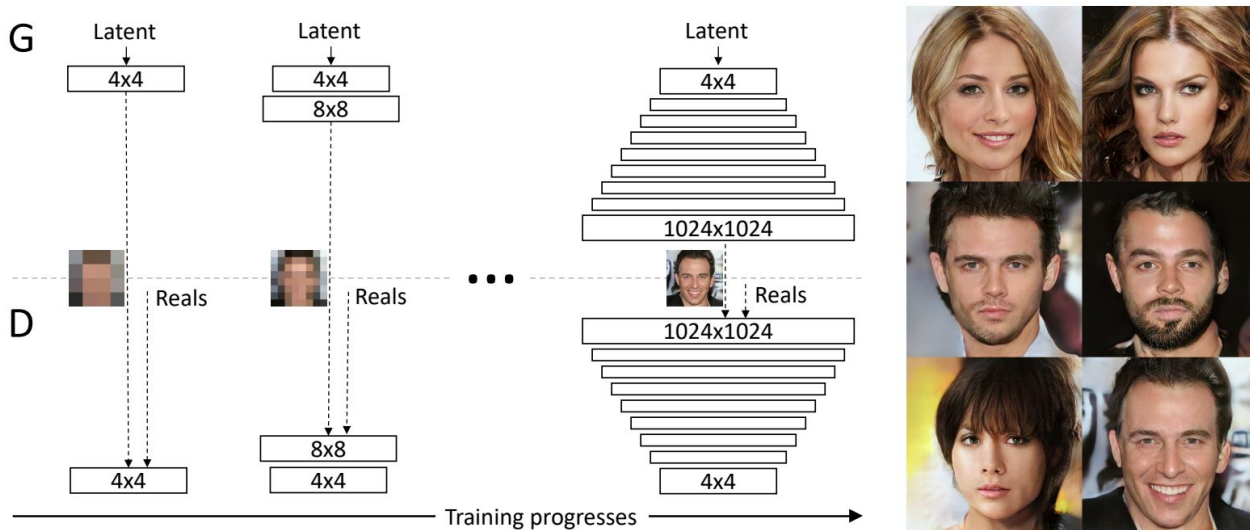 G
Latent
4x4
Latent
4x4
8x8
Latent
4x4
1024x1024
...
Reals
Reals
Reals
D
1024x1024
8x8
4x4
4x4
4x4
Training progresses